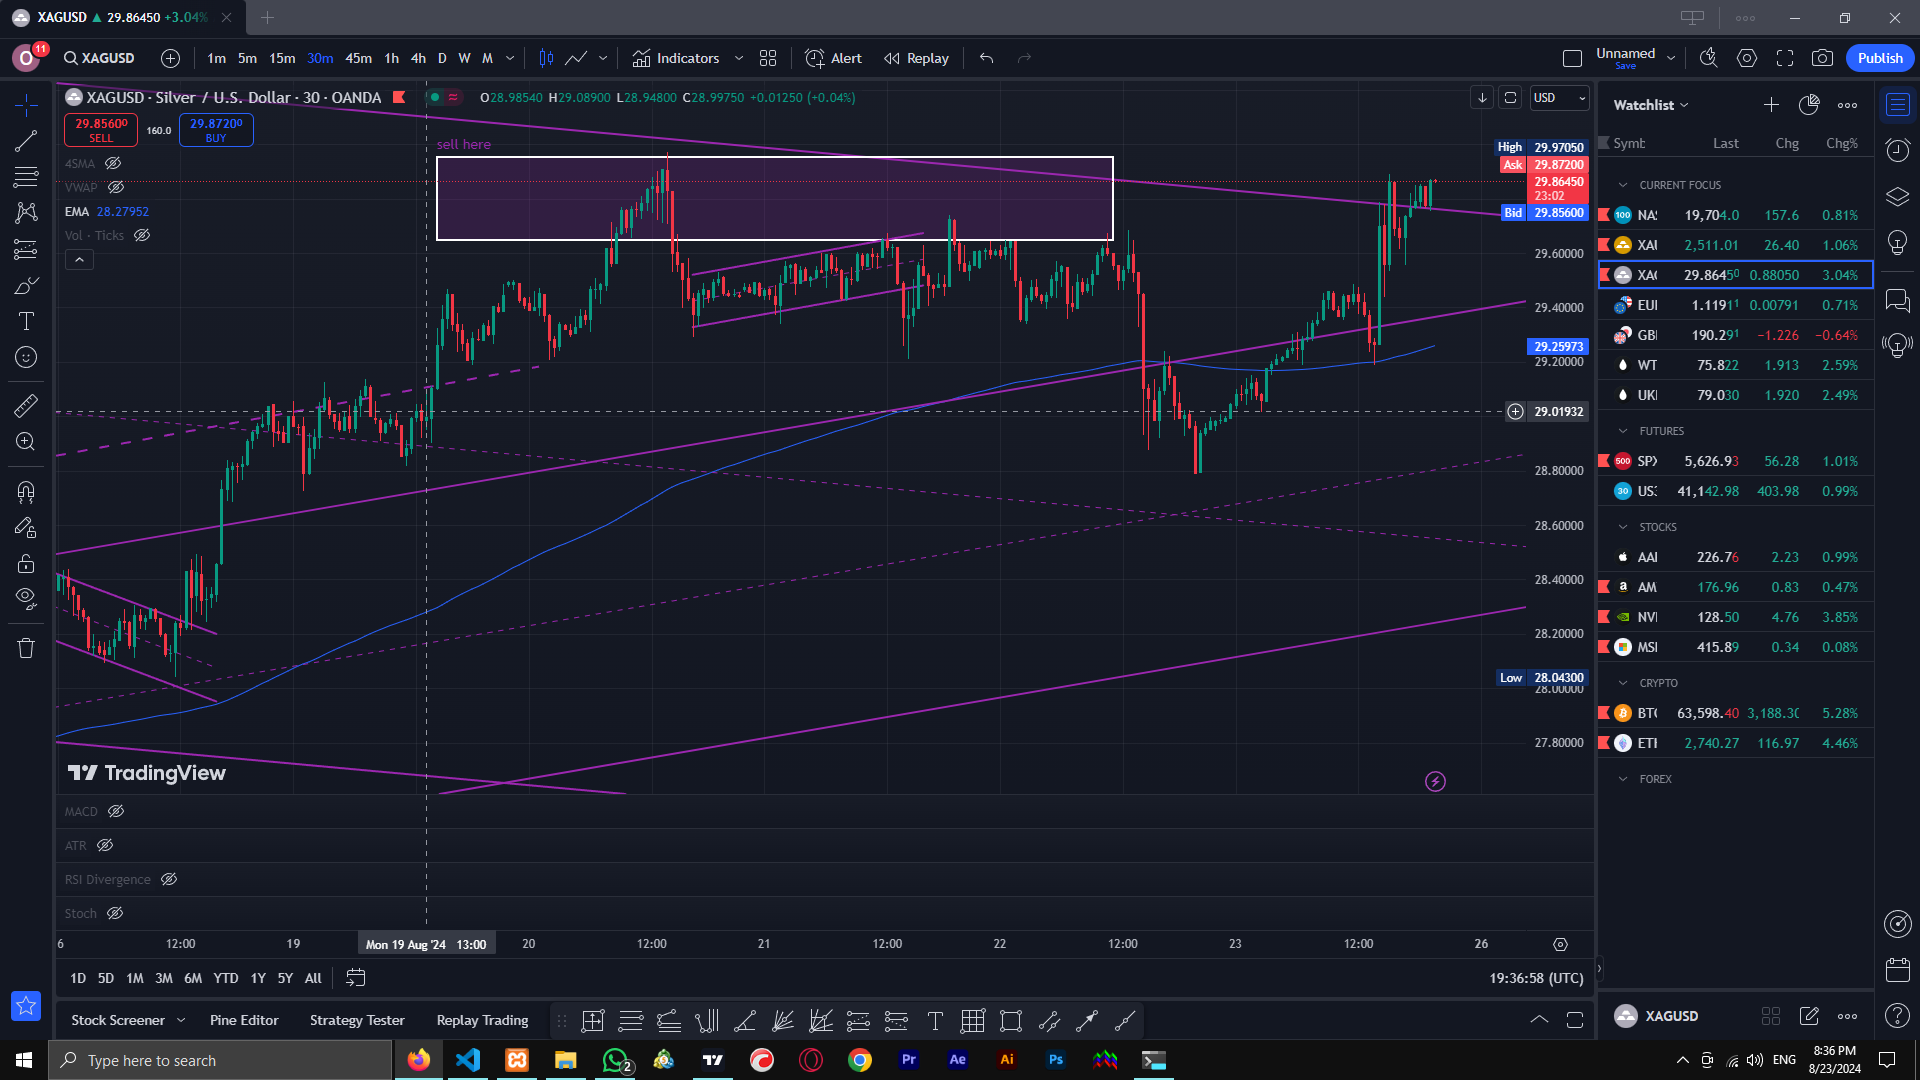 XAGUSD ▲ 29.86450 +3.04%
O 11 XAGUSD 1m 5m 15m 30m 45m 1h 4h D W M Indicators Alert Replay Unnamed Save Publish
XAGUSD · Silver / U.S. Dollar · 30 · OANDA O28.98540 H29.08900 L28.94800 C28.99750 +0.01250 (+0.04%)
29.85600 SELL 160.0 29.87200 BUY
4SMA
VWAP
EMA 28.27952
Vol · Ticks
sell here
USD
High 29.97050
Ask 29.87200
29.86450
23:02
Bid 29.85600
29.60000
29.40000
29.25973
29.20000
29.01932
28.80000
28.60000
28.40000
28.20000
Low 28.04300
28.00000
27.80000
TradingView
MACD
ATR
RSI Divergence
Stoch
6 12:00 19 Mon 19 Aug '24 13:00 20 12:00 21 12:00 22 12:00 23 12:00 26
1D 5D 1M 3M 6M YTD 1Y 5Y All 19:36:58 (UTC)
Stock Screener Pine Editor Strategy Tester Replay Trading
Watchlist
Symb Last Chg Chg%
CURRENT FOCUS
100 NA 19,704.0 157.6 0.81%
XAU 2,511.01 26.40 1.06%
XAG 29.86450 0.88050 3.04%
EUI 1.11911 0.00791 0.71%
GBI 190.291 −1.226 −0.64%
WT 75.822 1.913 2.59%
UKI 79.030 1.920 2.49%
FUTURES
500 SPX 5,626.93 56.28 1.01%
30 US3 41,142.98 403.98 0.99%
STOCKS
AAI 226.76 2.23 0.99%
AM 176.96 0.83 0.47%
NVI 128.50 4.76 3.85%
MSI 415.89 0.34 0.08%
CRYPTO
BTC 63,598.40 3,188.30 5.28%
ETI 2,740.27 116.97 4.46%
FOREX
XAGUSD
Type here to search 2 Pr Ae Ai Ps ENG 8:36 PM
8/23/2024